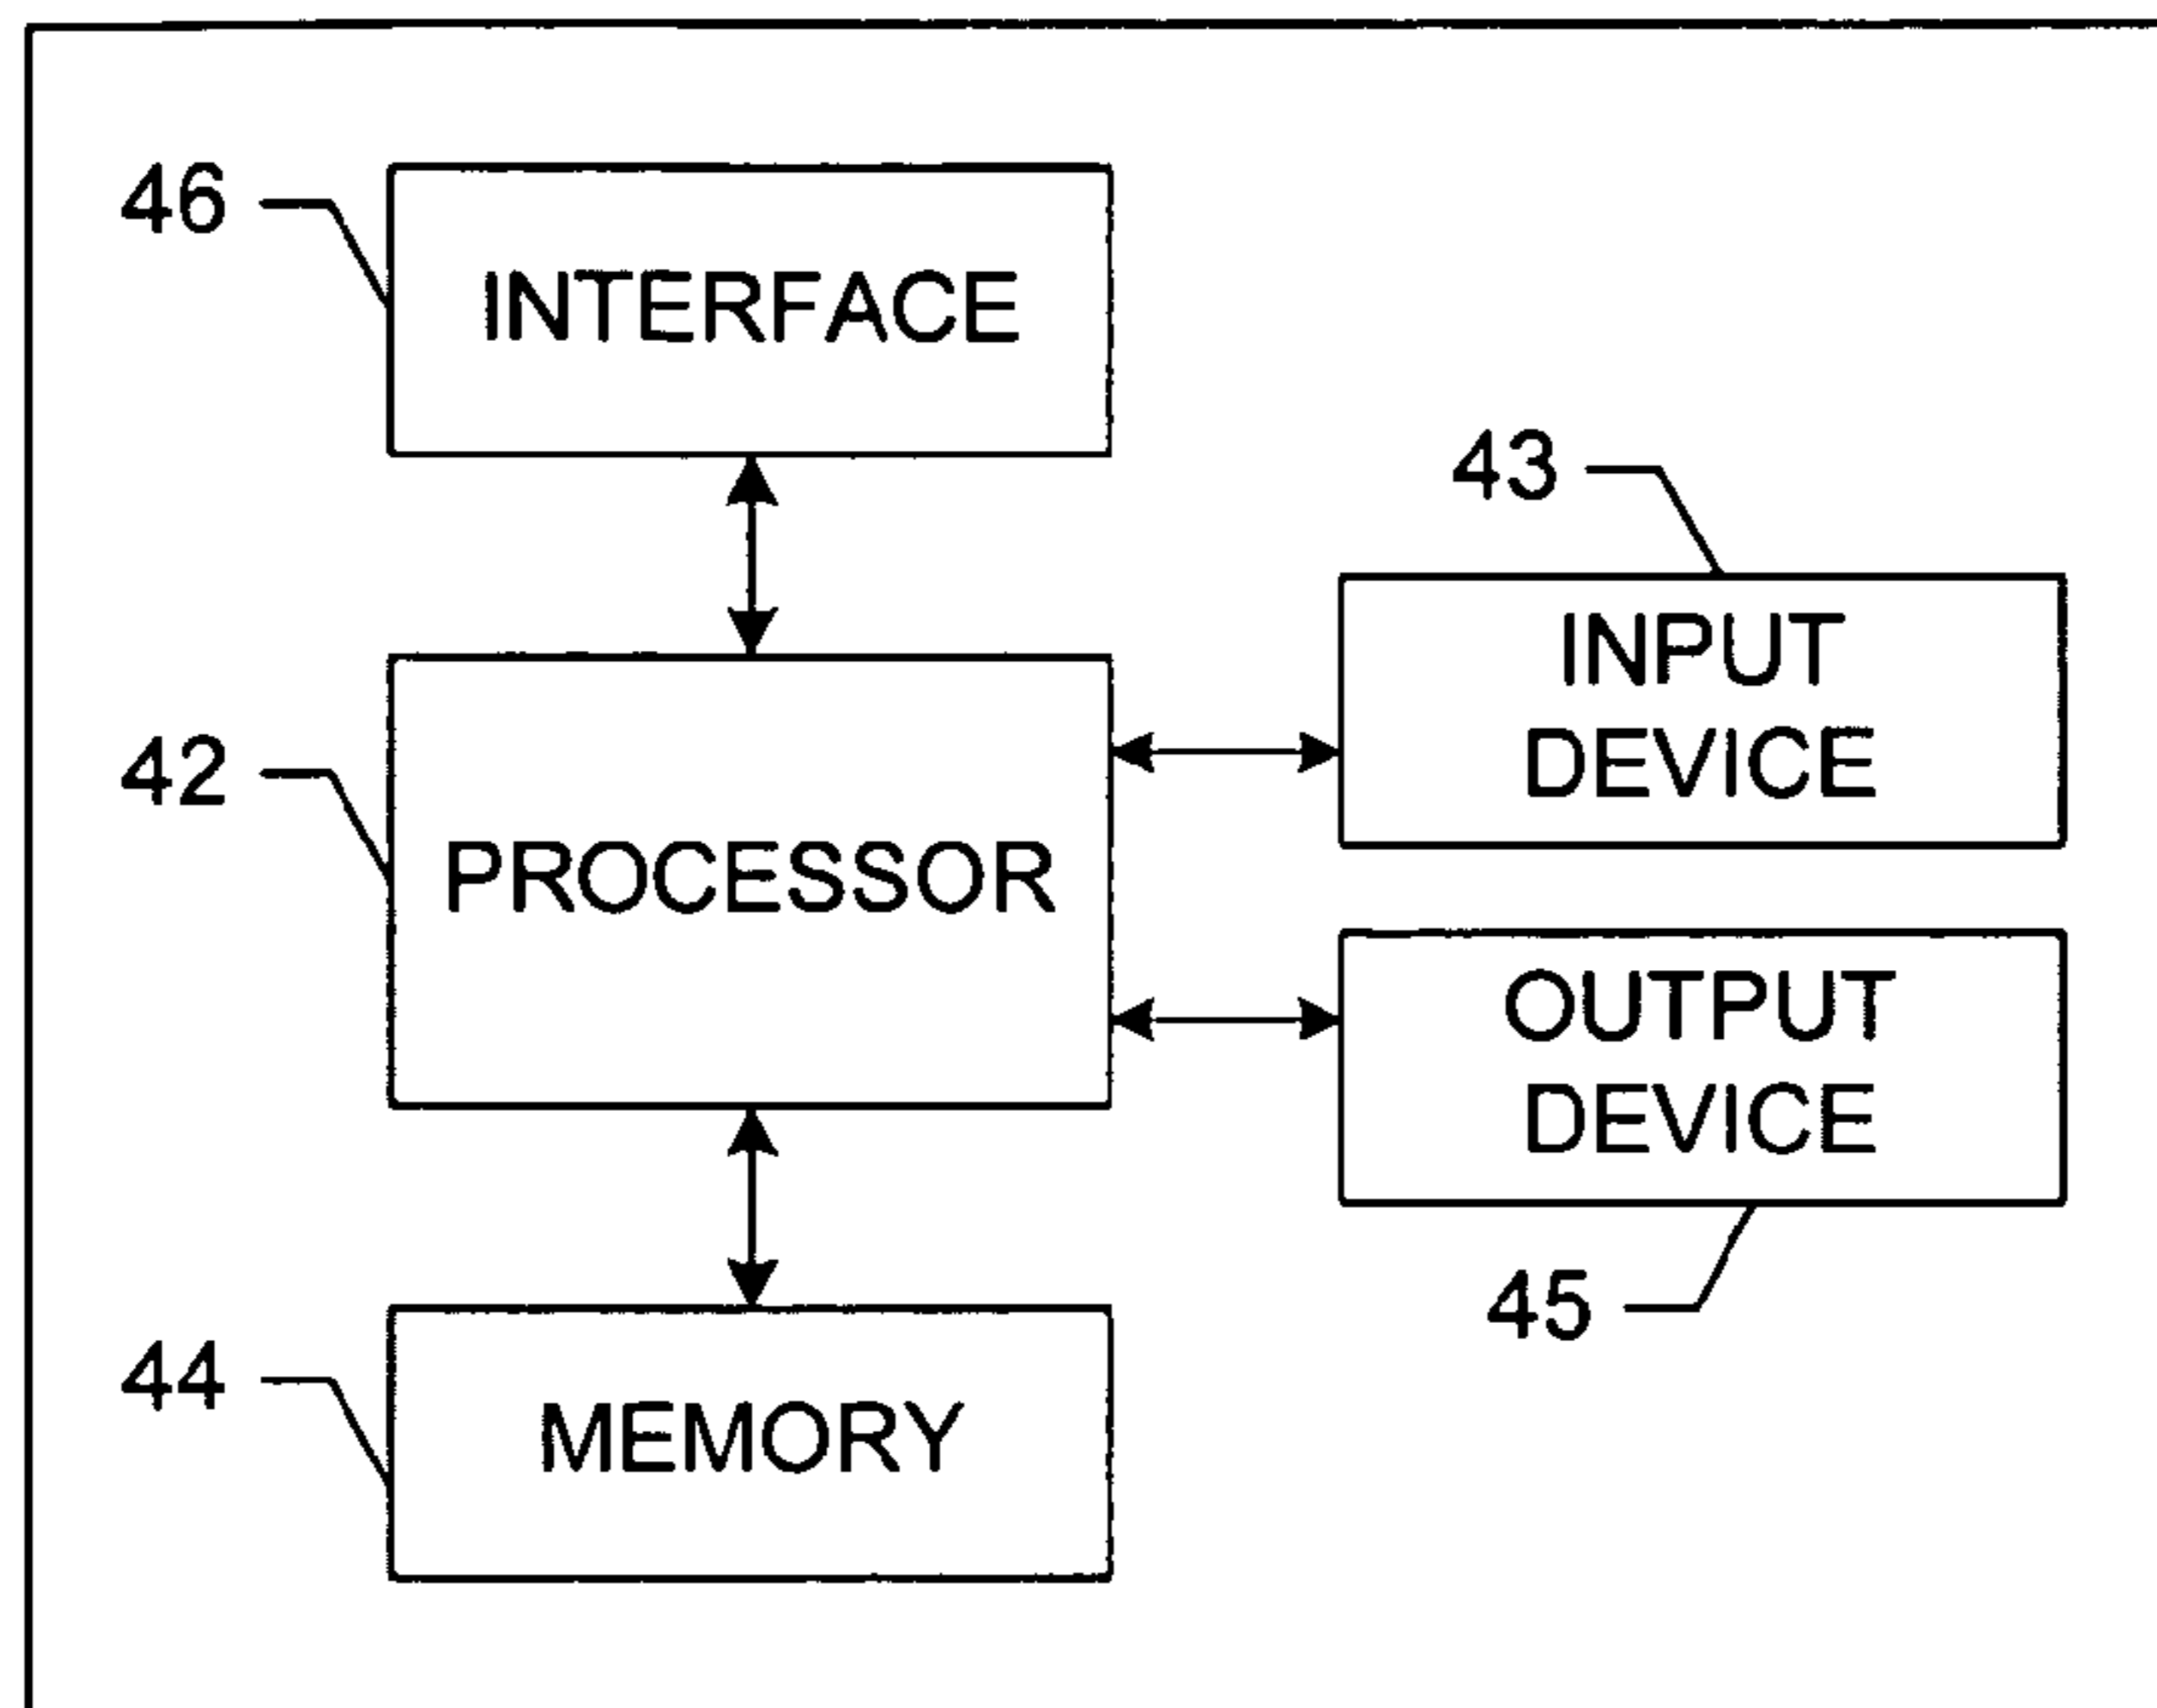 46
INTERFACE
43
INPUT
DEVICE
42
PROCESSOR
OUTPUT
DEVICE
45
44
MEMORY